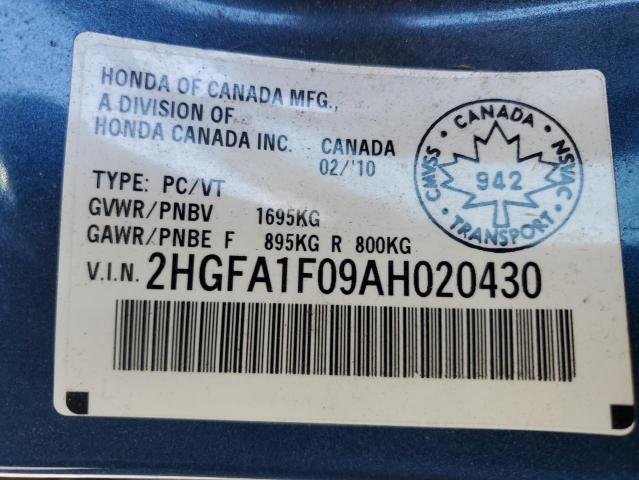 HONDA OF CANADA MFG.,
A DIVISION OF
HONDA CANADA INC. CANADA
02/'10
TYPE: PC/VT
GVWR/PNBV 1695KG
GAWR/PNBE F 895KG R 800KG
V.I.N. 2HGFA1F09AH020430
CANADA
CMVSS
942
NSVAC
TRANSPORT